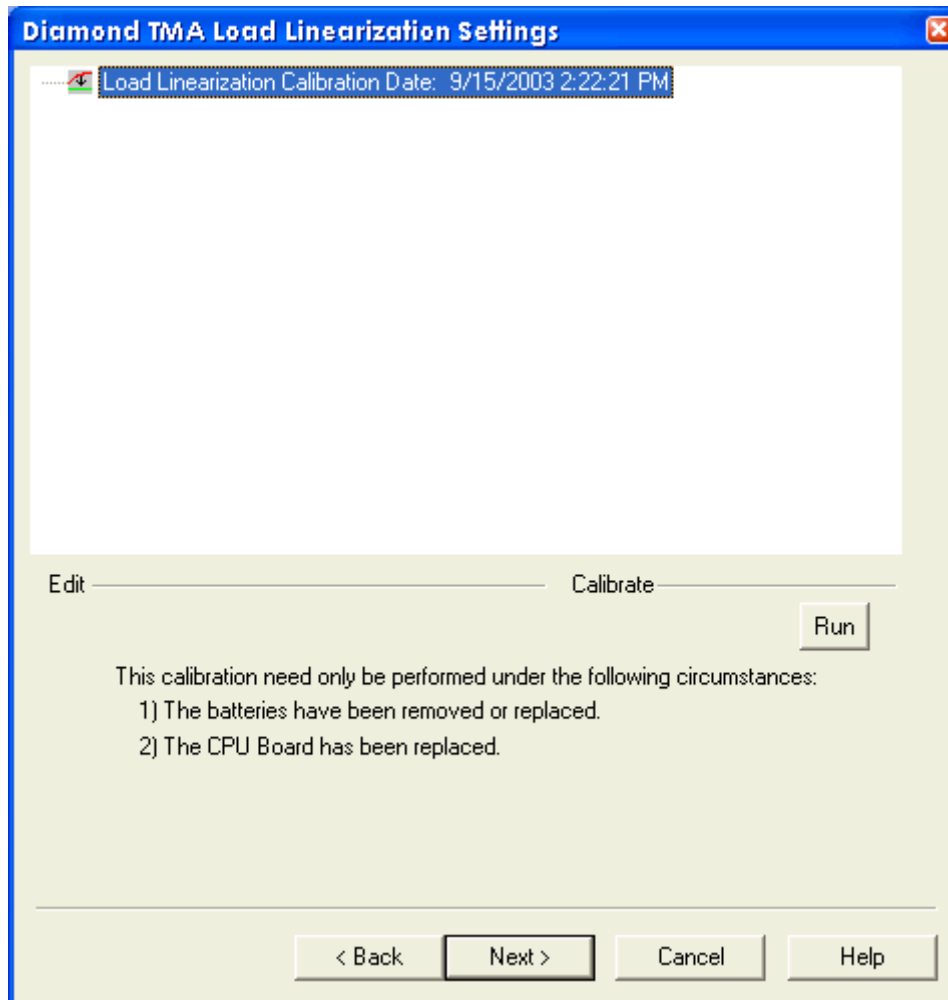 Diamond TMA Load Linearization Settings
Load Linearization Calibration Date:  9/15/2003 2:22:21 PM
Edit
Calibrate
Run
This calibration need only be performed under the following circumstances:
1) The batteries have been removed or replaced.
2) The CPU Board has been replaced.
< Back
Next >
Cancel
Help